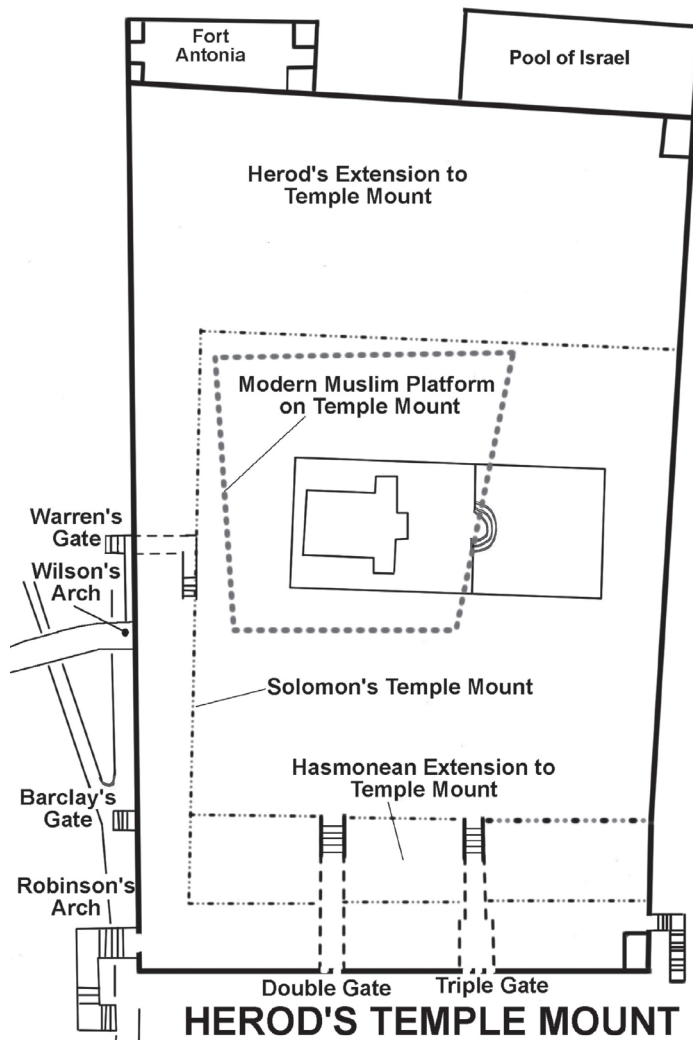 Fort
Antonia
Pool of Israel
Herod's Extension to
Temple Mount
Modern Muslim Platform
on Temple Mount
Warren's
Gate
Wilson's
Arch
Solomon's Temple Mount
Hasmonean Extension to
Temple Mount
Barclay's
Gate
Robinson's
Arch
Double Gate
Triple Gate
HEROD'S TEMPLE MOUNT